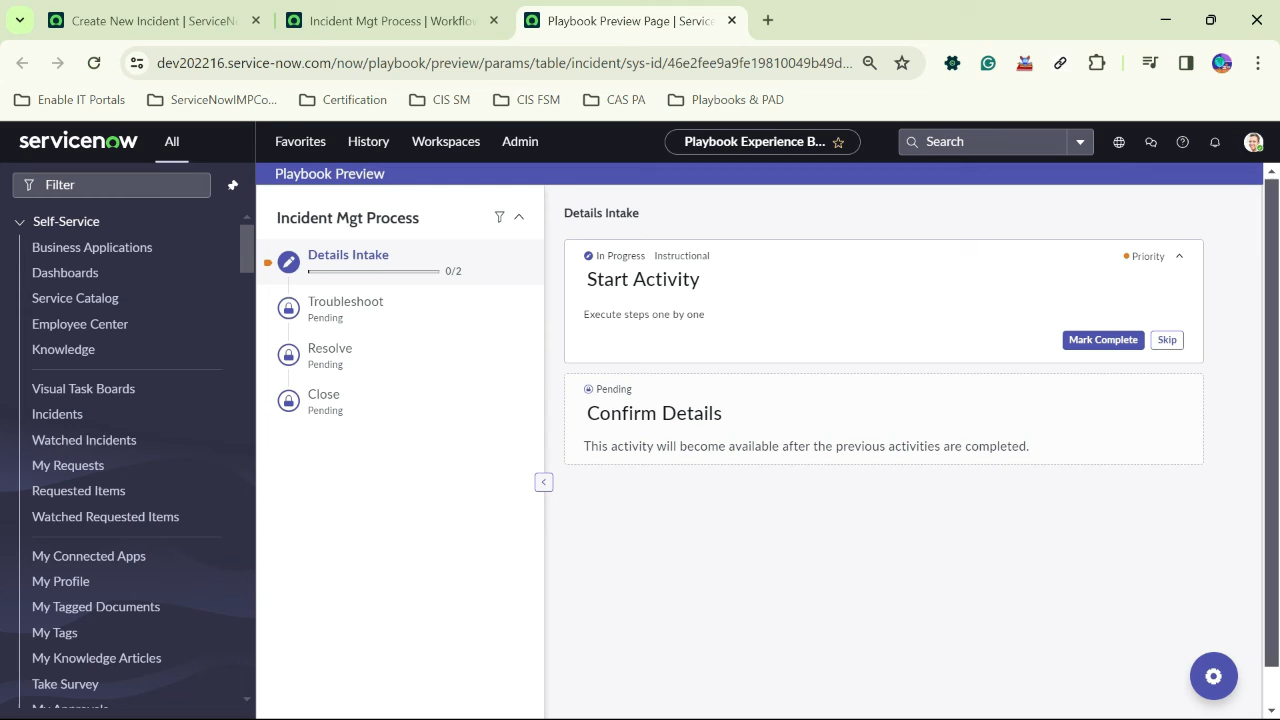 Create New Incident | ServiceN
Incident Mgt Process | Workflow
Playbook Preview Page | Service
dev202216.service-now.com/now/playbook/preview/params/table/incident/sys-id/46e2fee9a9fe19810049b49d...
Enable IT Portals
ServiceNowIMPCo...
Certification
CIS SM
CIS FSM
CAS PA
Playbooks & PAD
servicenow
All
Favorites
History
Workspaces
Admin
Playbook Experience B...
Search
Filter
Playbook Preview
Self-Service
Business Applications
Dashboards
Service Catalog
Employee Center
Knowledge
Visual Task Boards
Incidents
Watched Incidents
My Requests
Requested Items
Watched Requested Items
My Connected Apps
My Profile
My Tagged Documents
My Tags
My Knowledge Articles
Take Survey
My Approvals
Incident Mgt Process
Details Intake
0/2
Troubleshoot
Pending
Resolve
Pending
Close
Pending
Details Intake
In Progress Instructional
Priority
Start Activity
Execute steps one by one
Mark Complete
Skip
Pending
Confirm Details
This activity will become available after the previous activities are completed.